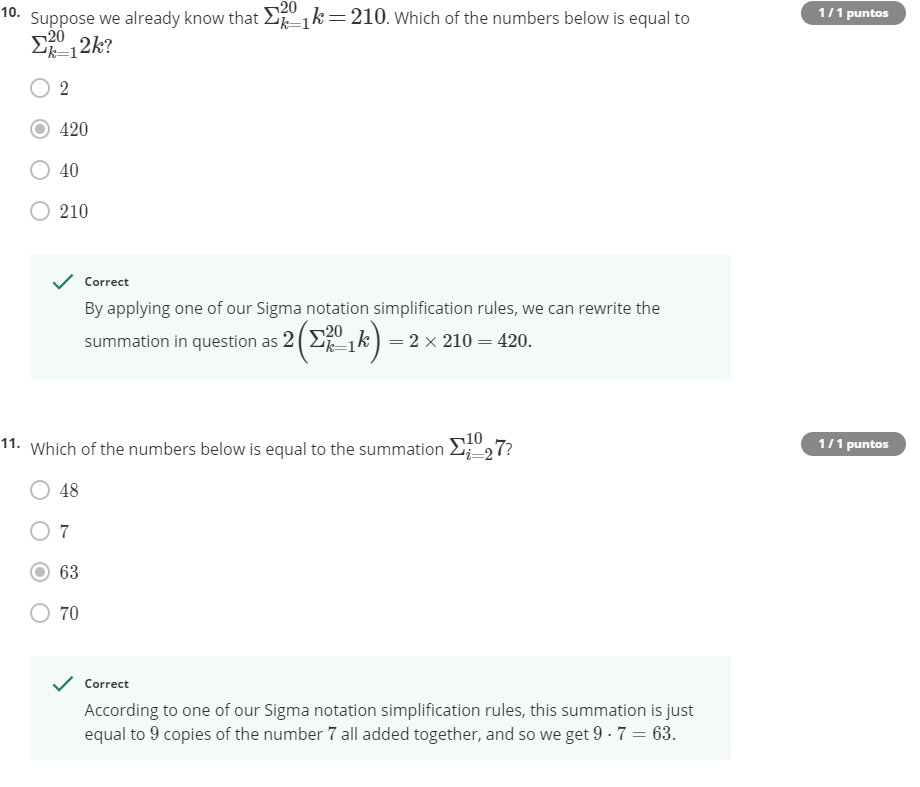 10. Suppose we already know that Σ_{k=1}^{20} k = 210. Which of the numbers below is equal to
Σ_{k=1}^{20} 2k?
1 / 1 puntos
2
420
40
210
Correct
By applying one of our Sigma notation simplification rules, we can rewrite the
summation in question as 2(Σ_{k=1}^{20} k) = 2 × 210 = 420.
11. Which of the numbers below is equal to the summation Σ_{i=2}^{10} 7?
1 / 1 puntos
48
7
63
70
Correct
According to one of our Sigma notation simplification rules, this summation is just
equal to 9 copies of the number 7 all added together, and so we get 9 · 7 = 63.